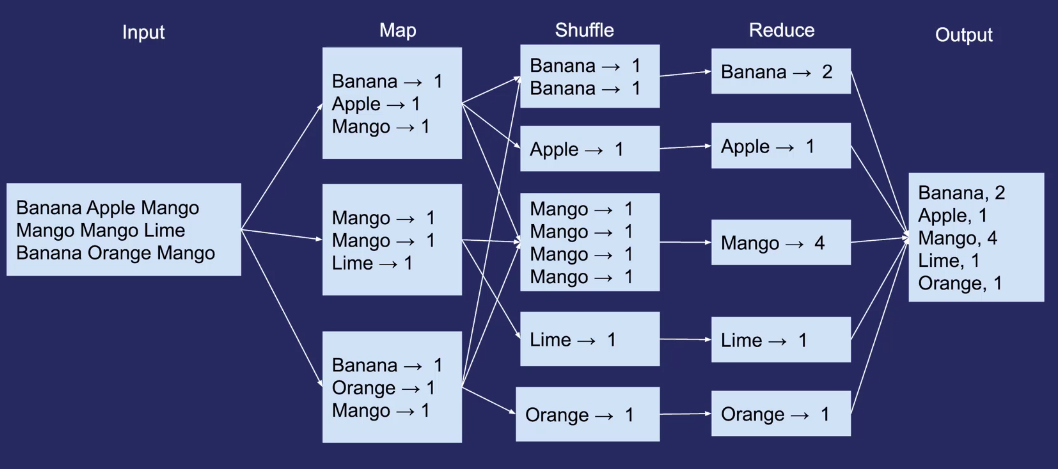 Input
Map
Shuffle
Reduce
Output
Banana Apple Mango
Mango Mango Lime
Banana Orange Mango
Banana → 1
Apple → 1
Mango → 1
Mango → 1
Mango → 1
Lime → 1
Banana → 1
Orange → 1
Mango → 1
Banana → 1
Banana → 1
Apple → 1
Mango → 1
Mango → 1
Mango → 1
Mango → 1
Lime → 1
Orange → 1
Banana → 2
Apple → 1
Mango → 4
Lime → 1
Orange → 1
Banana, 2
Apple, 1
Mango, 4
Lime, 1
Orange, 1